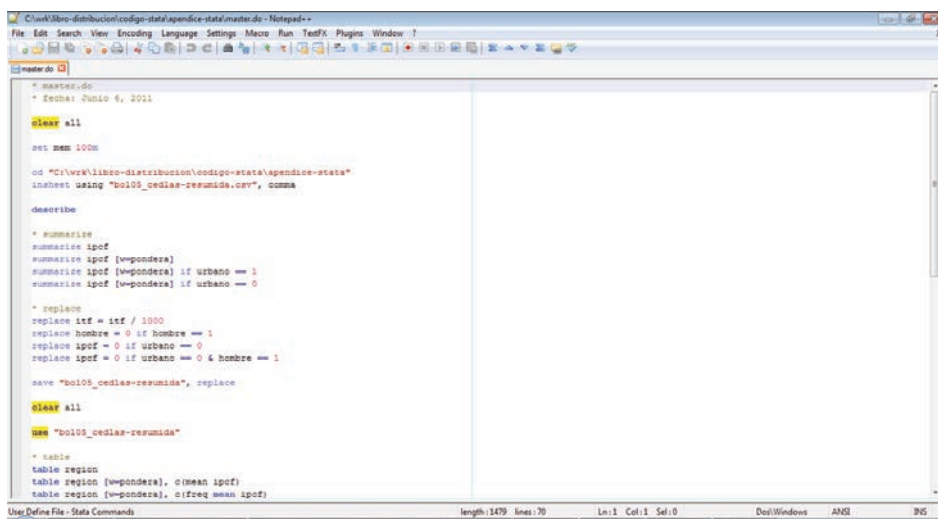 C:\wrk\libro-distribucion\codigo-stata\apendice-stata\master.do - Notepad++
File Edit Search View Encoding Language Settings Macro Run TextFX Plugins Window ?
master.do
* master.do
* fecha: Junio 6, 2011
clear all
set mem 100m
cd "C:\wrk\libro-distribucion\codigo-stata\apendice-stata"
insheet using "bol05_cedlas-resumida.csv", comma
describe
* summarize
summarize ipcf
summarize ipcf [w=pondera]
summarize ipcf [w=pondera] if urbano == 1
summarize ipcf [w=pondera] if urbano == 0
* replace
replace itf = itf / 1000
replace hombre = 0 if hombre == 1
replace ipcf = 0 if urbano == 0
replace ipcf = 0 if urbano == 0 & hombre == 1
save "bol05_cedlas-resumida", replace
clear all
use "bol05_cedlas-resumida"
* table
table region
table region [w=pondera], c(mean ipcf)
table region [w=pondera], c(freq mean ipcf)
User Define File - Stata Commands length : 1479 lines : 70 Ln : 1 Col : 1 Sel : 0 Dos\Windows ANSI INS